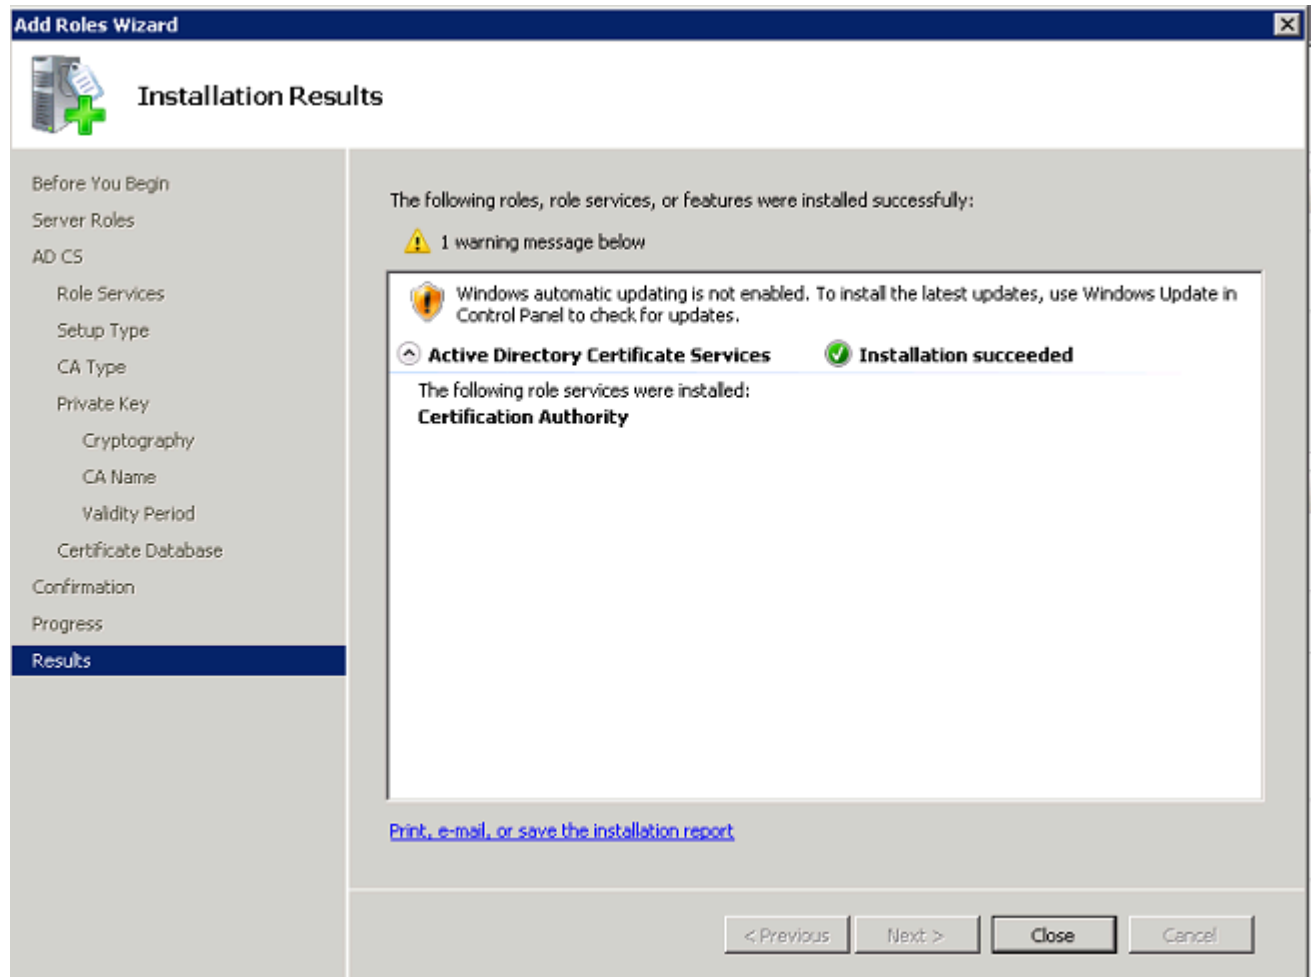 Add Roles Wizard
Installation Results
Before You Begin
Server Roles
AD CS
Role Services
Setup Type
CA Type
Private Key
Cryptography
CA Name
Validity Period
Certificate Database
Confirmation
Progress
Results
The following roles, role services, or features were installed successfully:
1 warning message below
Windows automatic updating is not enabled. To install the latest updates, use Windows Update in
Control Panel to check for updates.
Active Directory Certificate Services Installation succeeded
The following role services were installed:
Certification Authority
Print, e-mail, or save the installation report
< Previous Next > Close Cancel